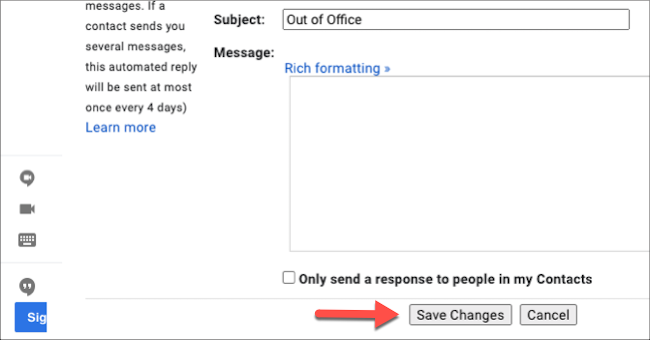 messages. If a
contact sends you
several messages,
this automated reply
will be sent at most
once every 4 days)
Learn more
Subject: Out of Office
Message:
Rich formatting »
Only send a response to people in my Contacts
Save Changes Cancel
Sig